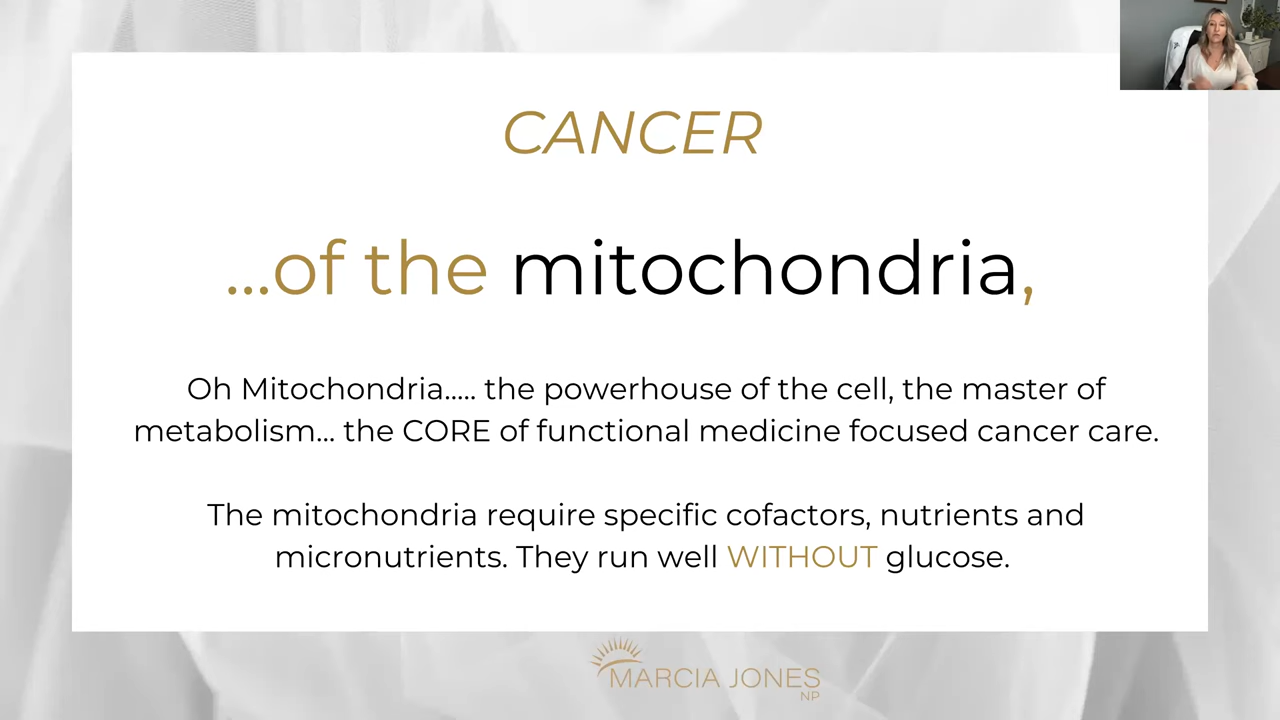 CANCER
...of the mitochondria,
Oh Mitochondria..... the powerhouse of the cell, the master of
metabolism... the CORE of functional medicine focused cancer care.
The mitochondria require specific cofactors, nutrients and
micronutrients. They run well WITHOUT glucose.
MARCIA JONES
NP